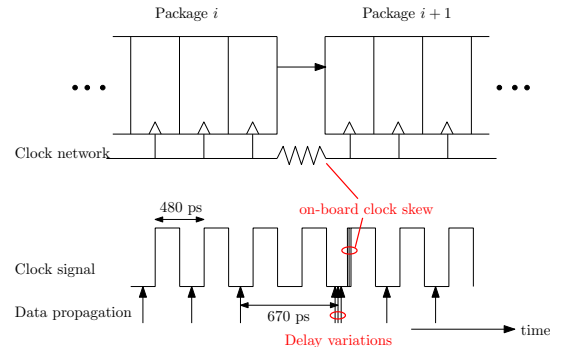 Package i
Package i + 1
Clock network
on-board clock skew
480 ps
Clock signal
Data propagation
670 ps
time
Delay variations